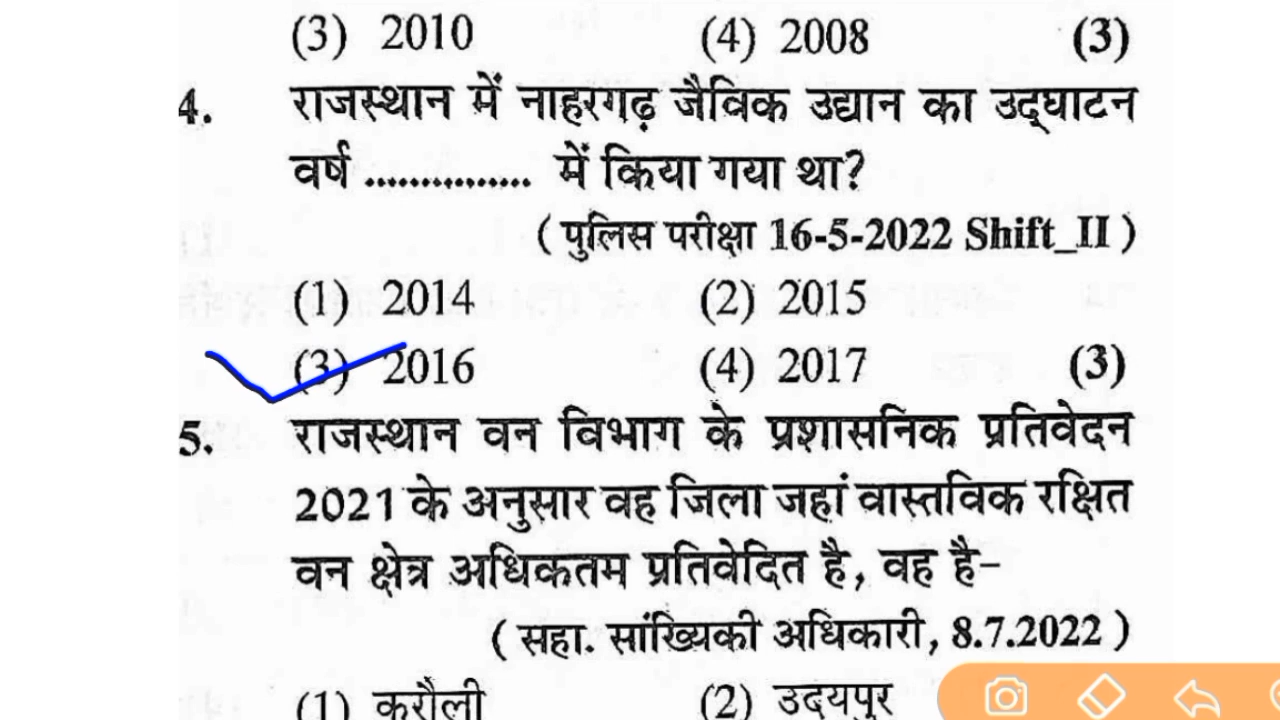 (3) 2010 (4) 2008 (3)
4. राजस्थान में नाहरगढ़ जैविक उद्यान का उद्घाटन
वर्ष ............... में किया गया था?
( पुलिस परीक्षा 16-5-2022 Shift_II )
(1) 2014 (2) 2015
(3) 2016 (4) 2017 (3)
5. राजस्थान वन विभाग के प्रशासनिक प्रतिवेदन
2021 के अनुसार वह जिला जहां वास्तविक रक्षित
वन क्षेत्र अधिकतम प्रतिवेदित है, वह है–
( सहा. सांख्यिकी अधिकारी, 8.7.2022 )
(1) करौली (2) उदयपुर